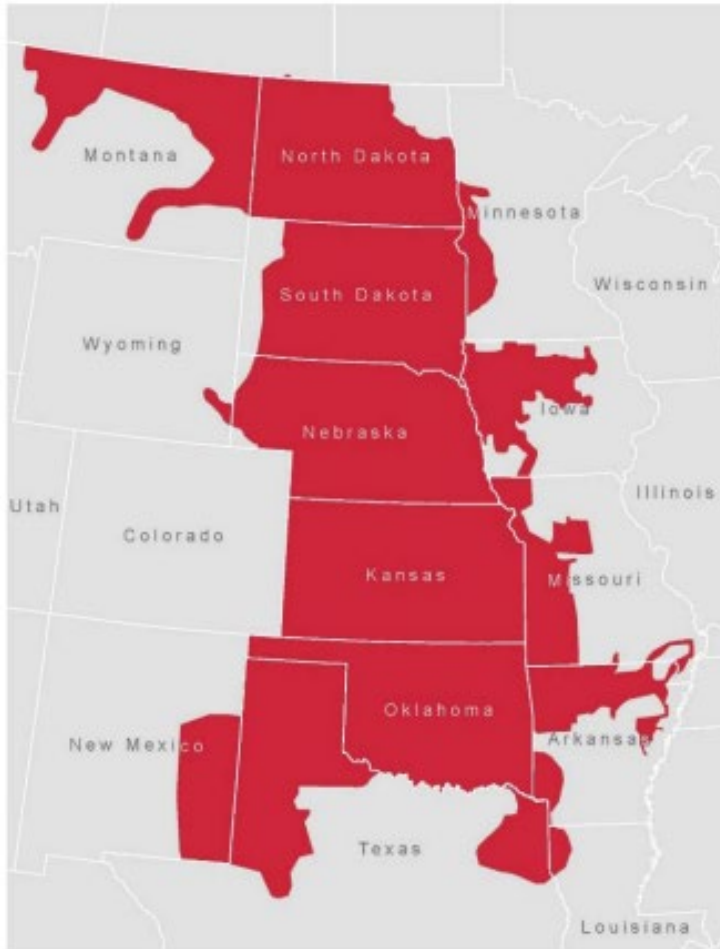 Montana
North Dakota
Minnesota
Wisconsin
South Dakota
Wyoming
Iowa
Nebraska
Illinois
Utah
Colorado
Kansas
Missouri
Oklahoma
New Mexico
Arkansas
Texas
Louisiana